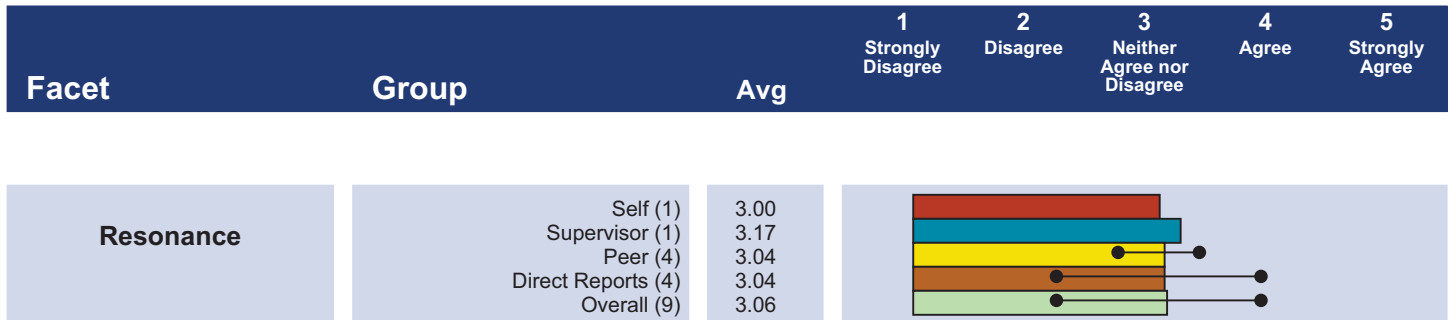 Facet Group Avg
1 2 3 4 5
Strongly Disagree Neither Agree Strongly
Disagree Agree nor Agree
Disagree
Resonance
Self (1) 3.00
Supervisor (1) 3.17
Peer (4) 3.04
Direct Reports (4) 3.04
Overall (9) 3.06